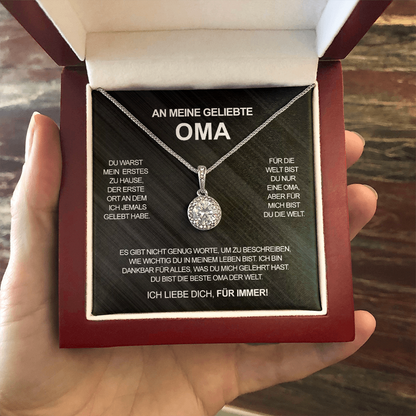 AN MEINE GELIEBTE
OMA
DU WARST
MEIN ERSTES
ZU HAUSE,
DER ERSTE
ORT AN DEM
ICH JEMALS
GELEBT HABE.
FÜR DIE
WELT BIST
DU NUR
EINE OMA,
ABER FÜR
MICH BIST
DU DIE WELT.
ES GIBT NICHT GENUG WORTE, UM ZU BESCHREIBEN,
WIE WICHTIG DU IN MEINEM LEBEN BIST. ICH BIN
DANKBAR FÜR ALLES, WAS DU MICH GELEHRT HAST.
DU BIST DIE BESTE OMA DER WELT.
ICH LIEBE DICH, FÜR IMMER!